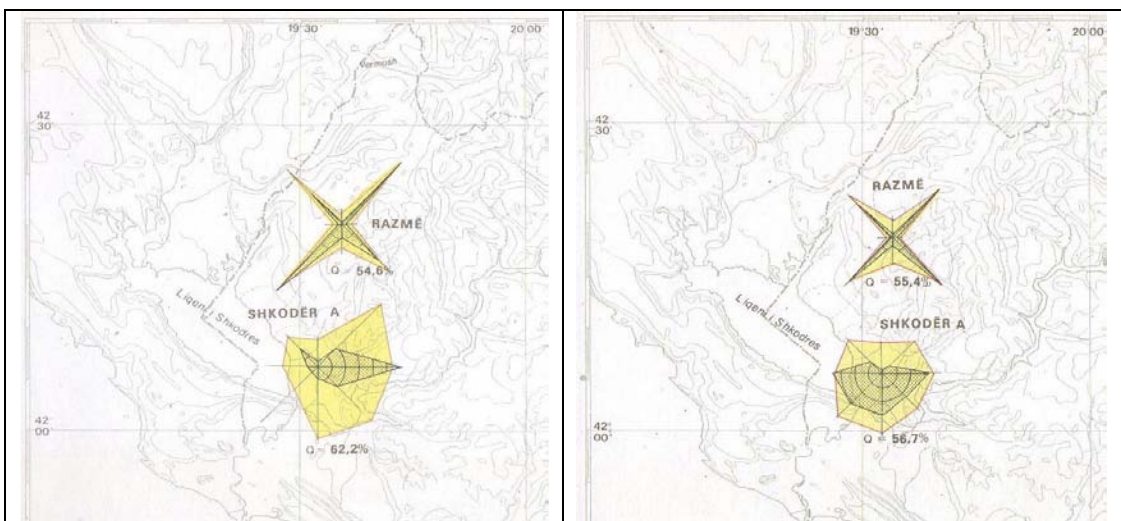 19 30
20 00
Vermosh
42
30
RAZMË
Q = 54,6%
SHKODËR A
Liqeni i Shkodres
42
00
Q = 62,2%
19 30
20 00
42
30
RAZMË
Q = 55,4%
Liqeni i Shkodres
SHKODËR A
42
00
Q = 56,7%